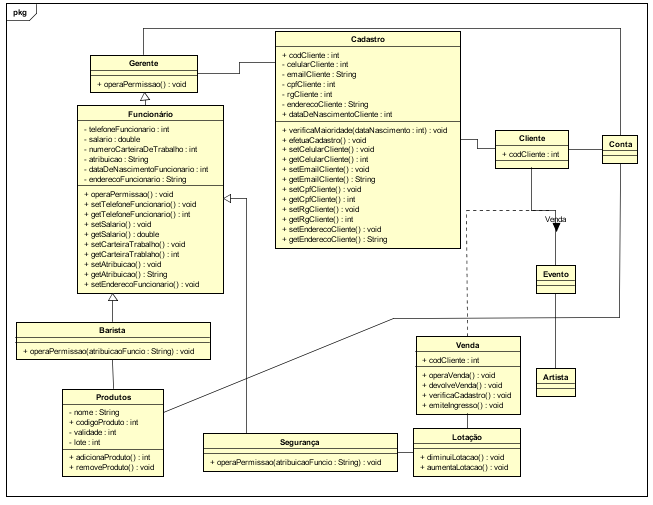 pkg
Gerente
+ operaPermissao() : void
Funcionário
- telefoneFuncionario : int
- salario : double
- numeroCarteiraDeTrabalho : int
- atribuicao : String
- dataDeNascimentoFuncionario : int
- enderecoFuncionario : String
+ operaPermissao() : void
+ setTelefoneFuncionario() : void
+ getTelefoneFuncionario() : int
+ setSalario() : void
+ getSalario() : double
+ setCarteiraTrabalho() : void
+ getCarteiraTrablaho() : int
+ setAtribuicao() : void
+ getAtribuicao() : String
+ setEnderecoFuncionario() : void
Cadastro
+ codCliente : int
- celularCliente : int
- emailCliente : String
- cpfCliente : int
- rgCliente : int
- enderecoCliente : String
+ dataDeNascimentoCliente : int
+ verificaMaioridade(dataNascimento : int) : void
+ efetuaCadastro() : void
+ setCelularCliente() : void
+ getCelularCliente() : int
+ setEmailCliente() : void
+ getEmailCliente() : String
+ setCpfCliente() : void
+ getCpfCliente() : int
+ setRgCliente() : void
+ getRgCliente() : int
+ setEnderecoCliente() : void
+ getEnderecoCliente() : String
Cliente
+ codCliente : int
Conta
Venda
Evento
Artista
Barista
+ operaPermissao(atribuicaoFuncio : String) : void
Produtos
- nome : String
+ codigoProduto : int
- validade : int
- lote : int
+ adicionaProduto() : int
+ removeProduto() : void
Venda
+ codCliente : int
+ operaVenda() : void
+ devolveVenda() : void
+ verificaCadastro() : void
+ emiteIngresso() : void
Segurança
+ operaPermissao(atribuicaoFuncio : String) : void
Lotação
+ diminuiLotacao() : void
+ aumentaLotacao() : void